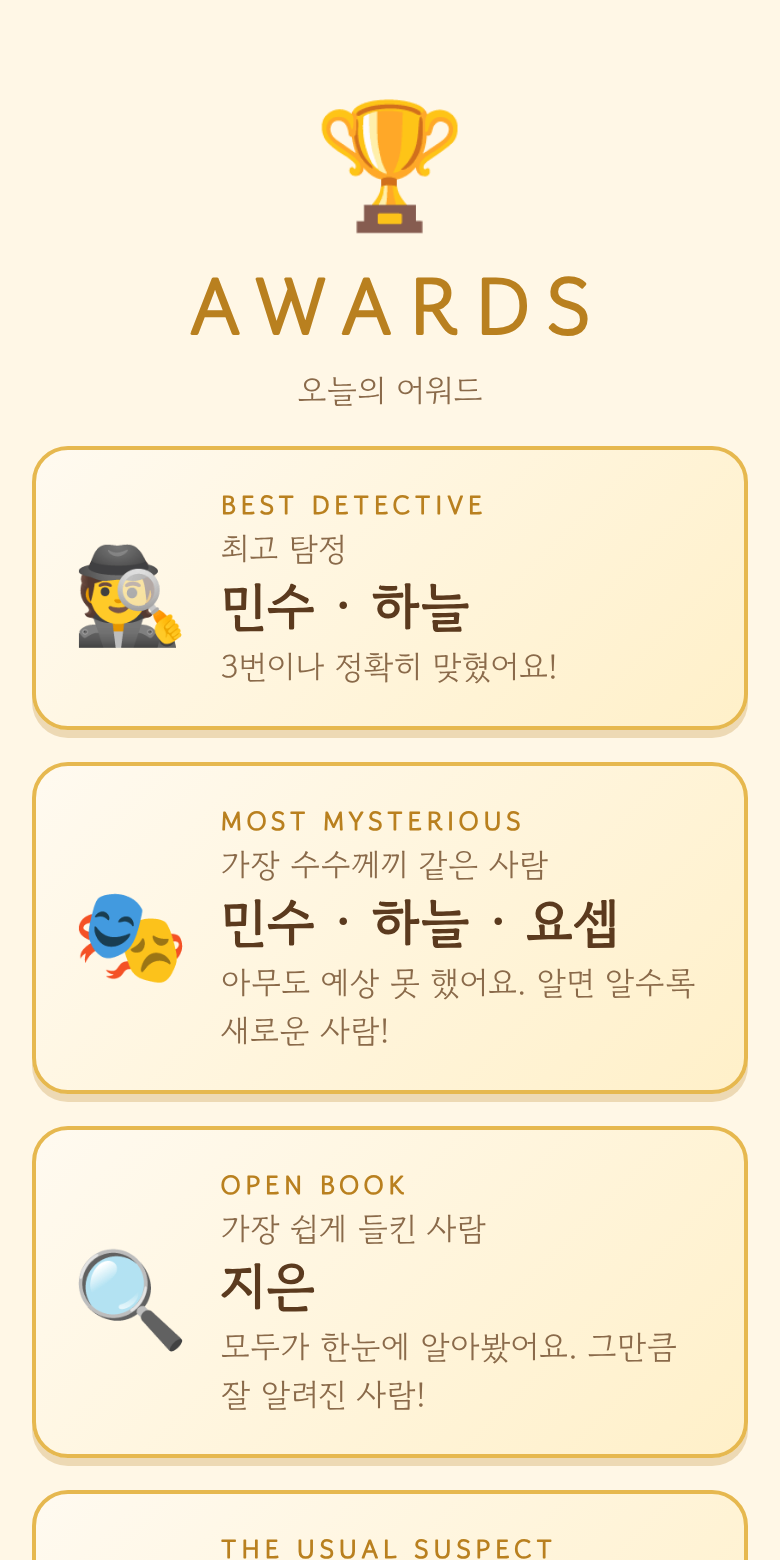 AWARDS
오늘의 어워드
BEST DETECTIVE
최고 탐정
민수 · 하늘
3번이나 정확히 맞혔어요!
MOST MYSTERIOUS
가장 수수께끼 같은 사람
민수 · 하늘 · 요셉
아무도 예상 못 했어요. 알면 알수록
새로운 사람!
OPEN BOOK
가장 쉽게 들킨 사람
지은
모두가 한눈에 알아봤어요. 그만큼
잘 알려진 사람!
THE USUAL SUSPECT